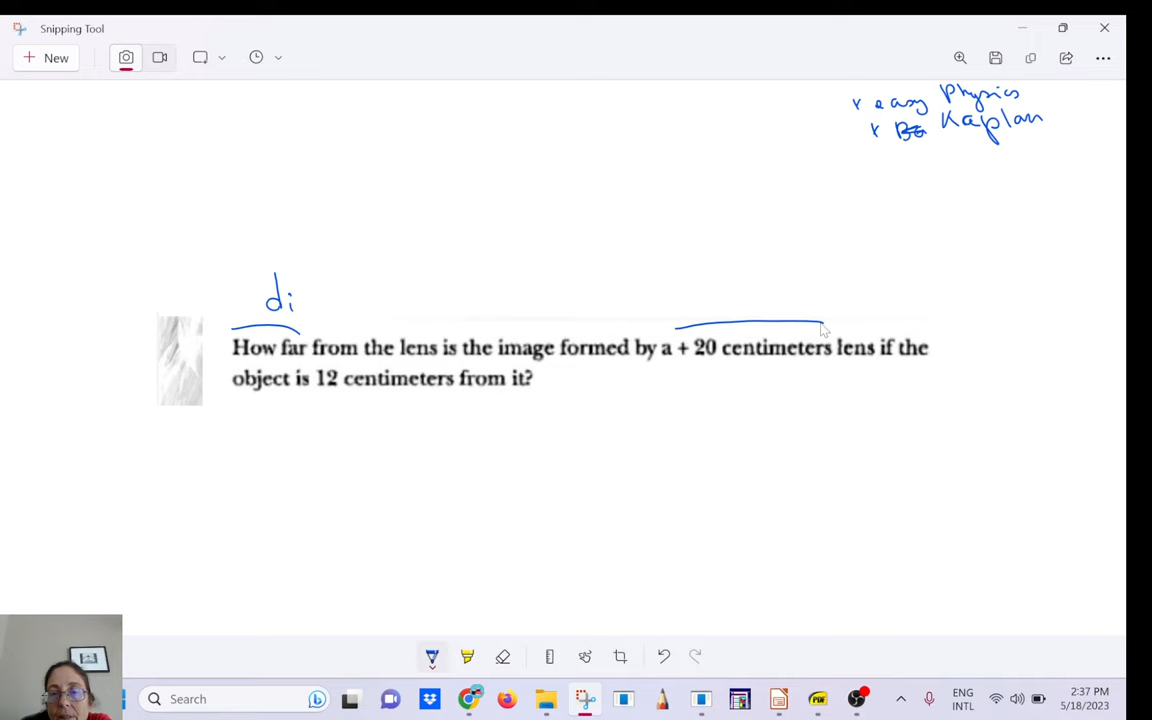 Snipping Tool
New
x easy Physics
x Kaplan
di
How far from the lens is the image formed by a + 20 centimeters lens if the
object is 12 centimeters from it?
Search
ENG
INTL
2:37 PM
5/18/2023